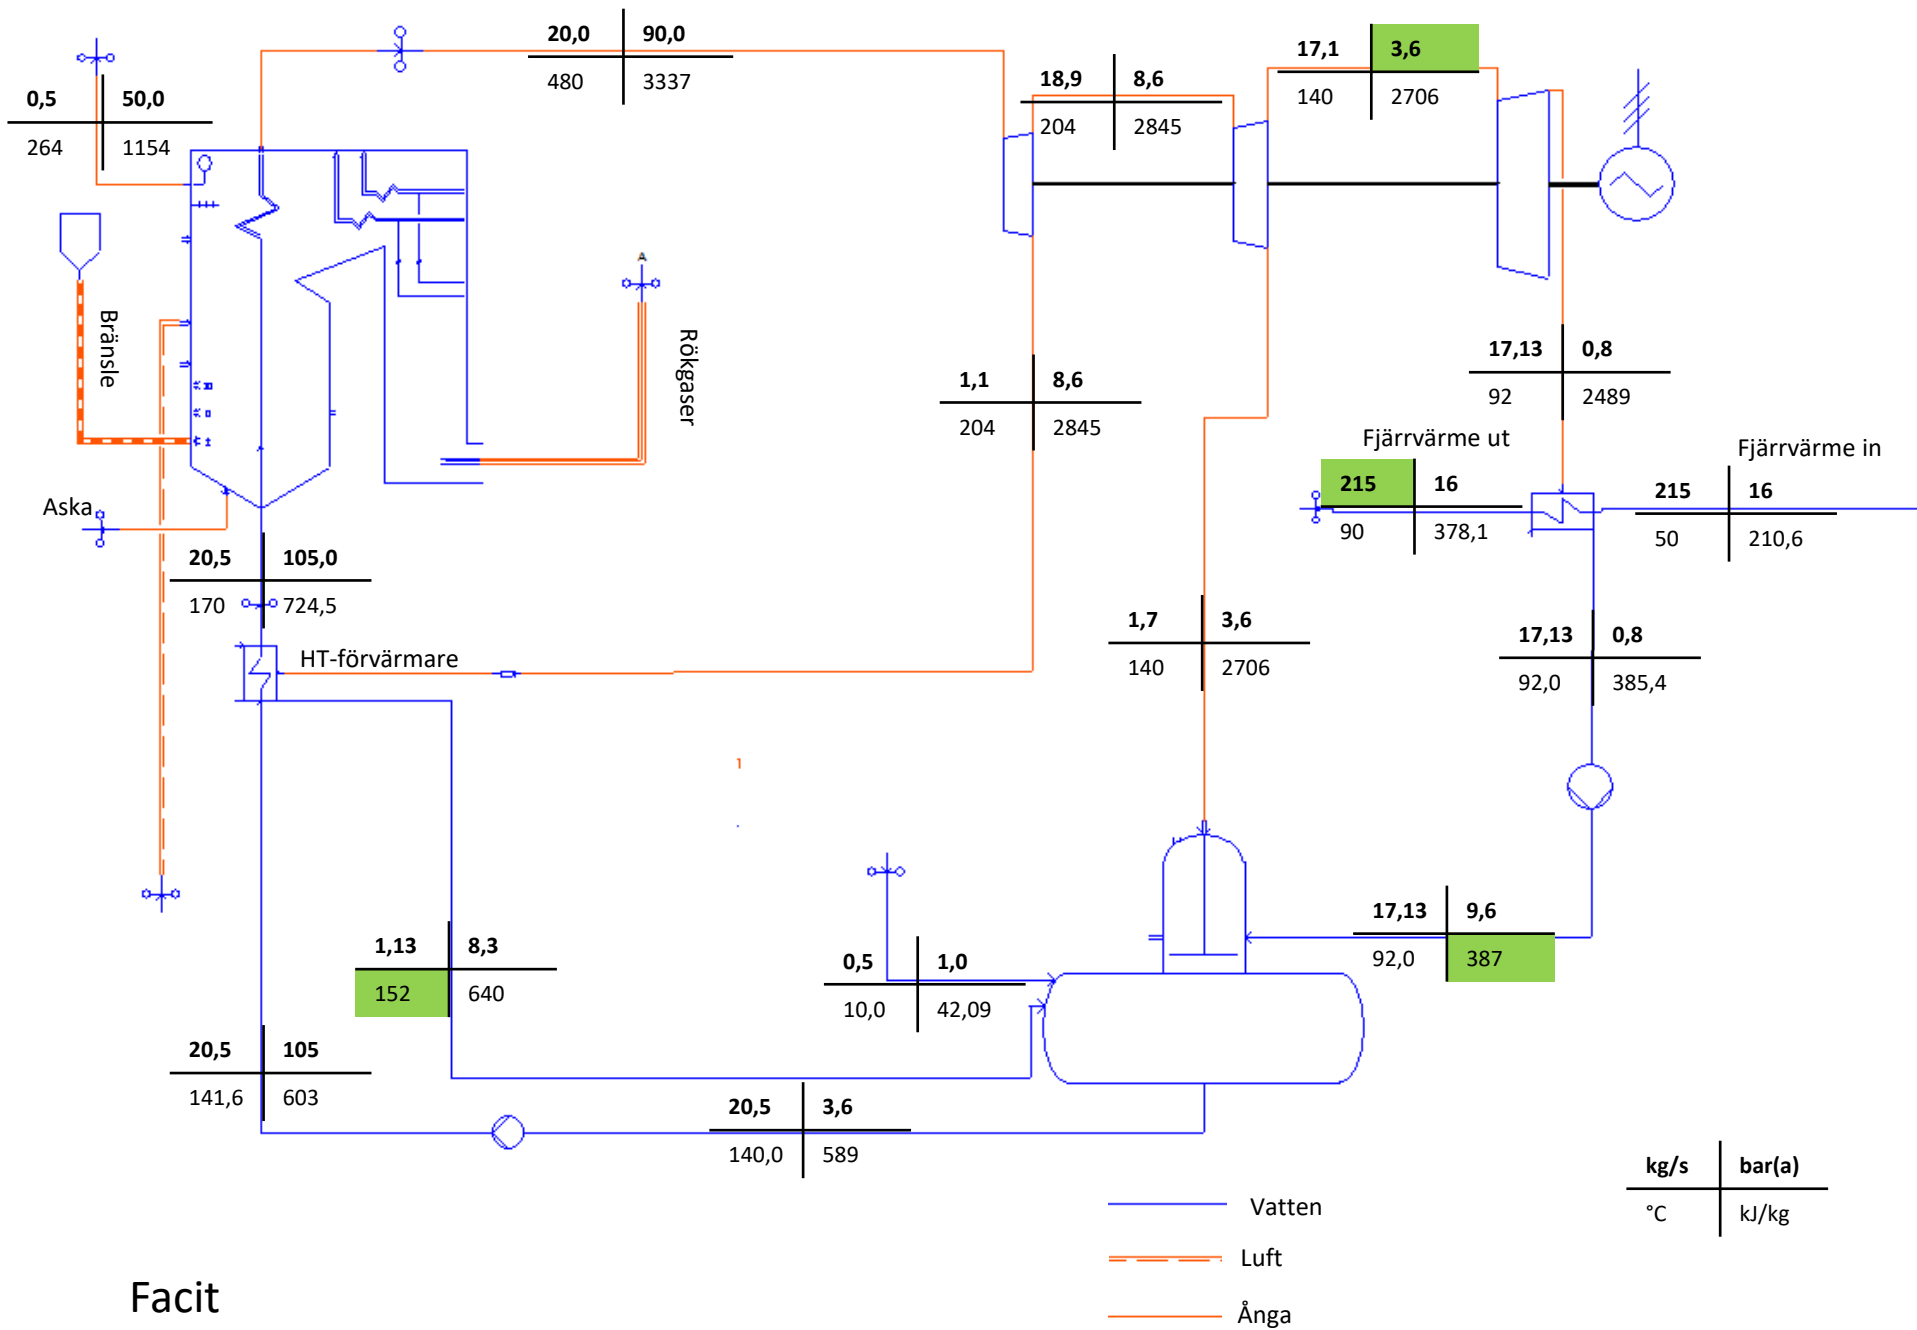 20,0 90,0
480 3337
17,1 3,6
140 2706
18,9 8,6
204 2845
0,5 50,0
264 1154
Bränsle
A
Rökgaser
17,13 0,8
92 2489
1,1 8,6
204 2845
Fjärrvärme ut
215 16
90 378,1
Fjärrvärme in
215 16
50 210,6
Aska
20,5 105,0
170 724,5
HT-förvärmare
1,7 3,6
140 2706
17,13 0,8
92,0 385,4
17,13 9,6
92,0 387
1,13 8,3
152 640
0,5 1,0
10,0 42,09
20,5 105
141,6 603
20,5 3,6
140,0 589
kg/s bar(a)
°C kJ/kg
Vatten
Luft
Ånga
Facit